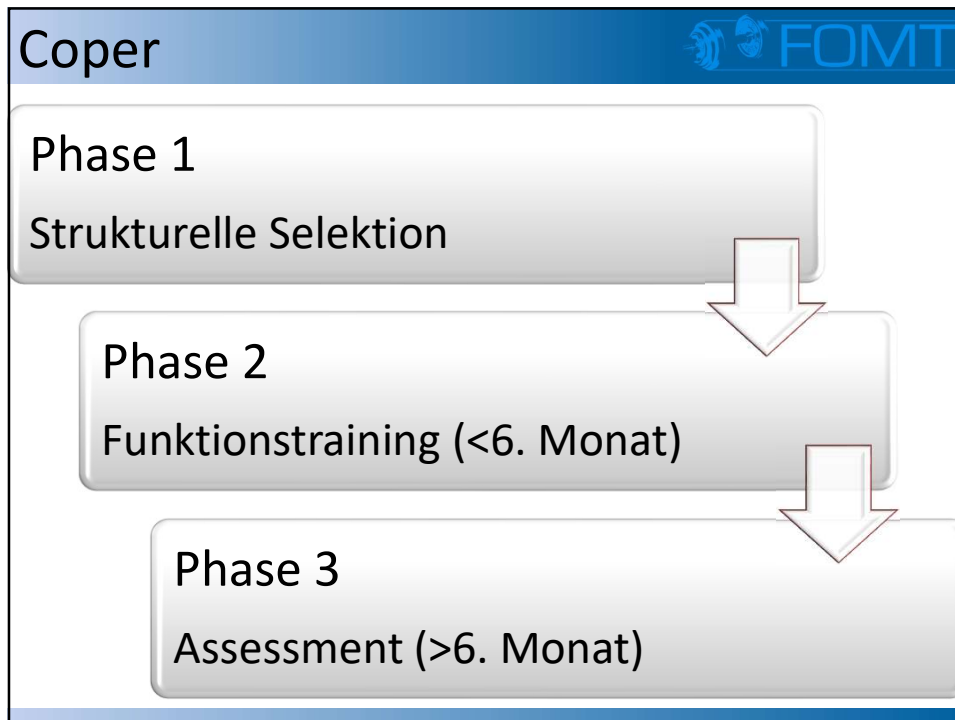 Coper
FOMT
Phase 1
Strukturelle Selektion
Phase 2
Funktionstraining (<6. Monat)
Phase 3
Assessment (>6. Monat)